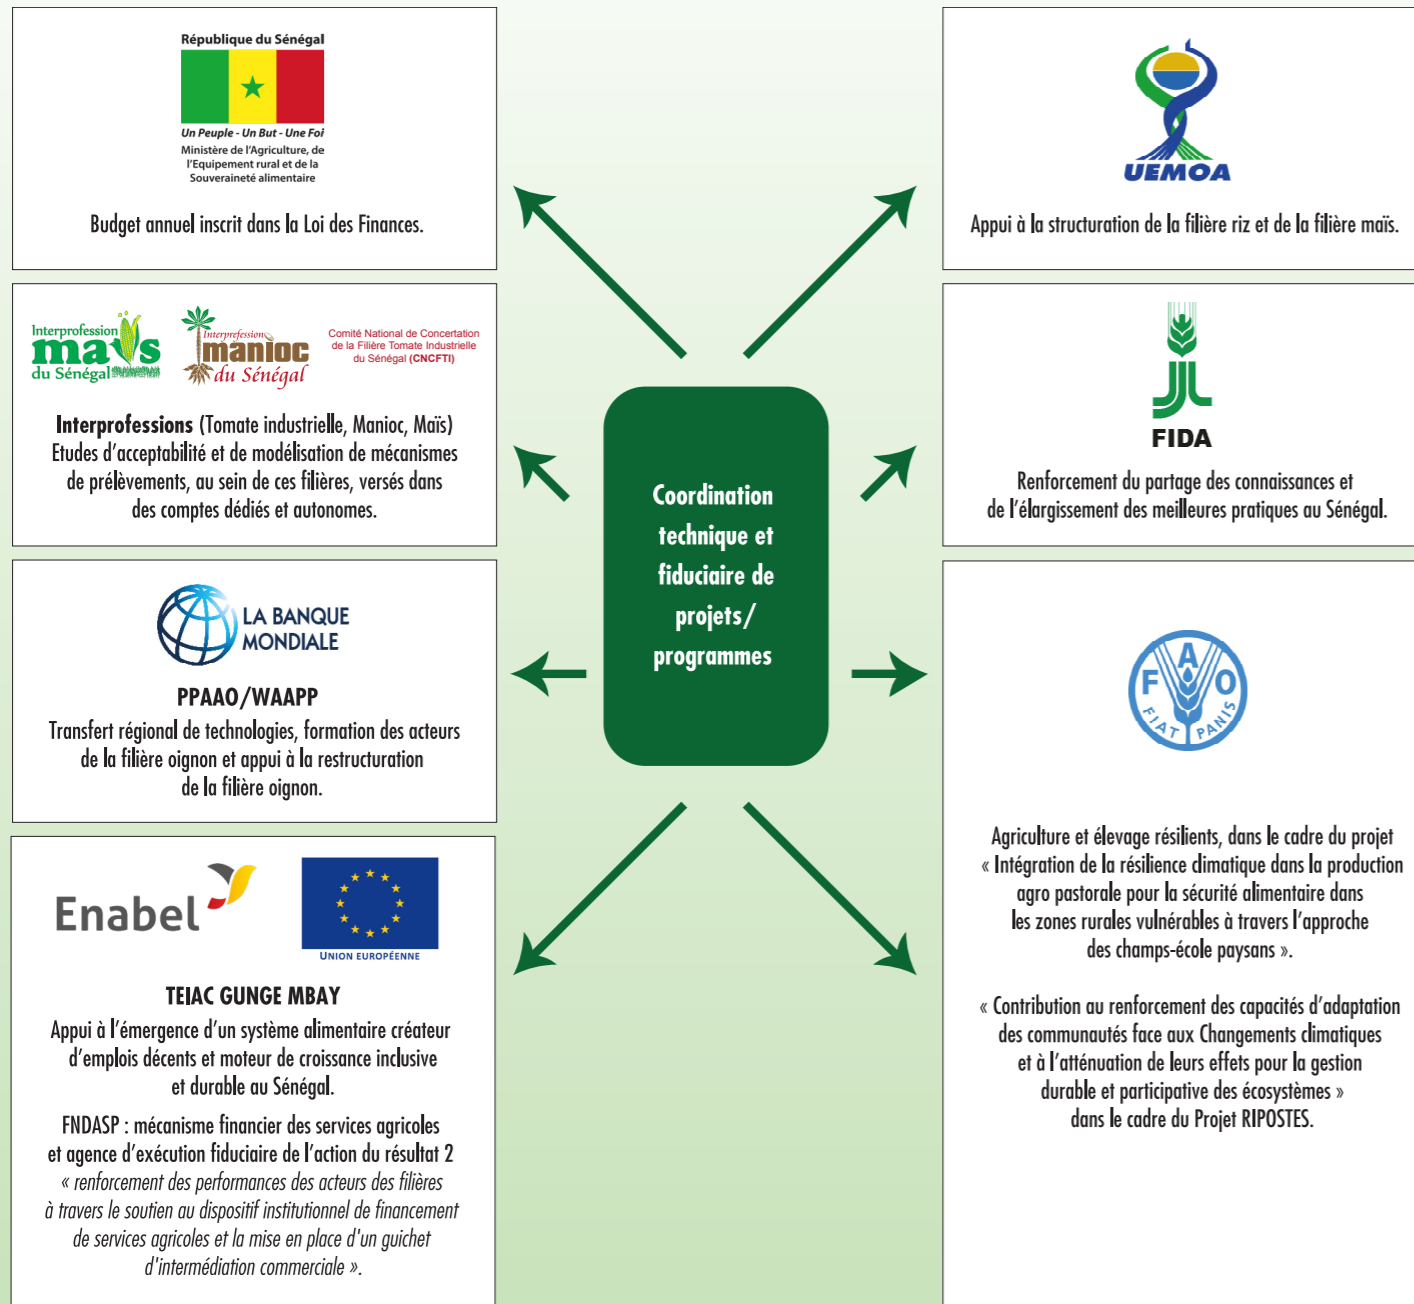 République du Sénégal
Un Peuple - Un But - Une Foi
Ministère de l'Agriculture, de
l'Equipement rural et de la
Souveraineté alimentaire
Budget annuel inscrit dans la Loi des Finances.
Interprofession
maïs
du Sénégal
Interprefession
manioc
du Sénégal
Comité National de Concertation
de la Filière Tomate Industrielle
du Sénégal (CNCFTI)
Interprofessions (Tomate industrielle, Manioc, Maïs)
Etudes d'acceptabilité et de modélisation de mécanismes
de prélèvements, au sein de ces filières, versés dans
des comptes dédiés et autonomes.
LA BANQUE
MONDIALE
PPAAO/WAAPP
Transfert régional de technologies, formation des acteurs
de la filière oignon et appui à la restructuration
de la filière oignon.
Enabel
UNION EUROPÉENNE
TEIAC GUNGE MBAY
Appui à l'émergence d'un système alimentaire créateur
d'emplois décents et moteur de croissance inclusive
et durable au Sénégal.
FNDASP : mécanisme financier des services agricoles
et agence d'exécution fiduciaire de l'action du résultat 2
« renforcement des performances des acteurs des filières
à travers le soutien au dispositif institutionnel de financement
de services agricoles et la mise en place d'un guichet
d'intermédiation commerciale ».
Coordination
technique et
fiduciaire de
projets/
programmes
UEMOA
Appui à la structuration de la filière riz et de la filière maïs.
FIDA
Renforcement du partage des connaissances et
de l'élargissement des meilleures pratiques au Sénégal.
FAO
FIAT PANIS
Agriculture et élevage résilients, dans le cadre du projet
« Intégration de la résilience climatique dans la production
agro pastorale pour la sécurité alimentaire dans
les zones rurales vulnérables à travers l'approche
des champs-école paysans ».
« Contribution au renforcement des capacités d'adaptation
des communautés face aux Changements climatiques
et à l'atténuation de leurs effets pour la gestion
durable et participative des écosystèmes »
dans le cadre du Projet RIPOSTES.